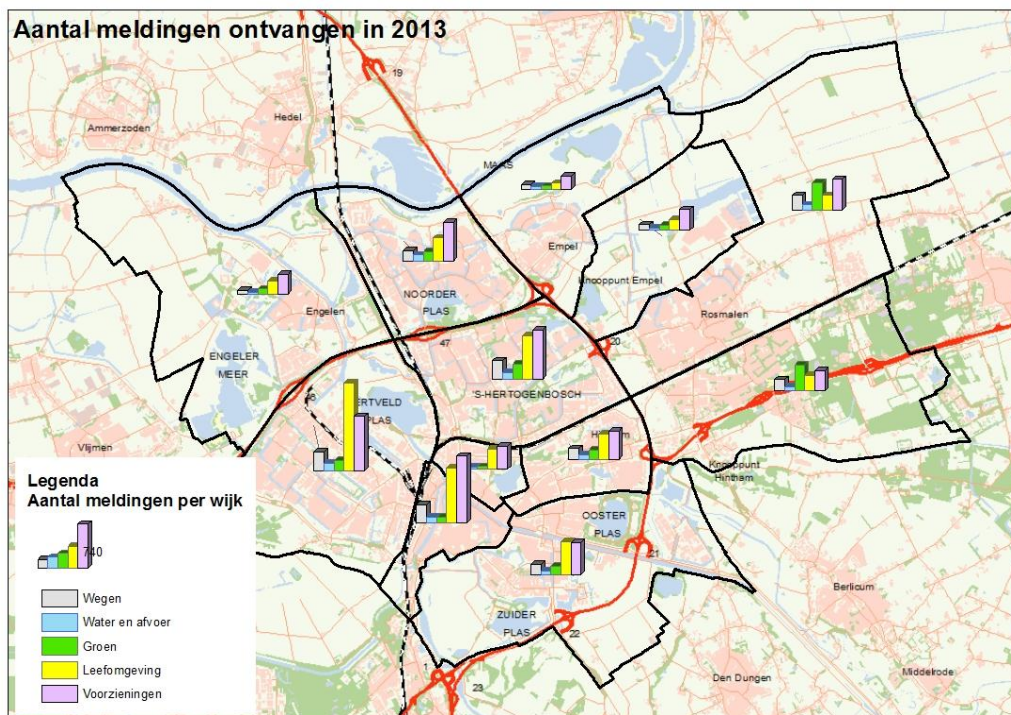 Aantal meldingen ontvangen in 2013
19
Hedel
Ammerzoden
MAAS
Empel
Knooppunt Empel
NOORDER
PLAS
Engelen
Rosmalen
ENGELER
MEER
47
20
'S-HERTOGENBOSCH
48
ERTVELD
PLAS
Vlijmen
Knooppunt
Hintham
OOSTER
PLAS
21
Berlicum
ZUIDER
PLAS
22
1
23
Den Dungen
Middelrode
Legenda
Aantal meldingen per wijk
740
Wegen
Water en afvoer
Groen
Leefomgeving
Voorzieningen